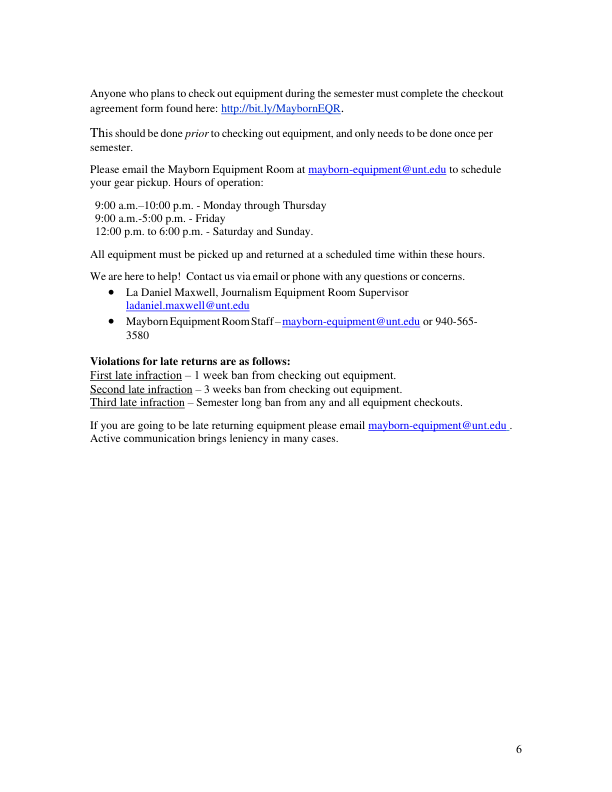 Anyone who plans to check out equipment during the semester must complete the checkout
agreement form found here: http://bit.ly/MaybornEQR.
This should be done prior to checking out equipment, and only needs to be done once per
semester.
Please email the Mayborn Equipment Room at mayborn-equipment@unt.edu to schedule
your gear pickup. Hours of operation:
9:00 a.m.–10:00 p.m. - Monday through Thursday
9:00 a.m.-5:00 p.m. - Friday
12:00 p.m. to 6:00 p.m. - Saturday and Sunday.
All equipment must be picked up and returned at a scheduled time within these hours.
We are here to help!  Contact us via email or phone with any questions or concerns.
• La Daniel Maxwell, Journalism Equipment Room Supervisor
ladaniel.maxwell@unt.edu
• Mayborn Equipment Room Staff – mayborn-equipment@unt.edu or 940-565-
3580
Violations for late returns are as follows:
First late infraction – 1 week ban from checking out equipment.
Second late infraction – 3 weeks ban from checking out equipment.
Third late infraction – Semester long ban from any and all equipment checkouts.
If you are going to be late returning equipment please email mayborn-equipment@unt.edu .
Active communication brings leniency in many cases.
6